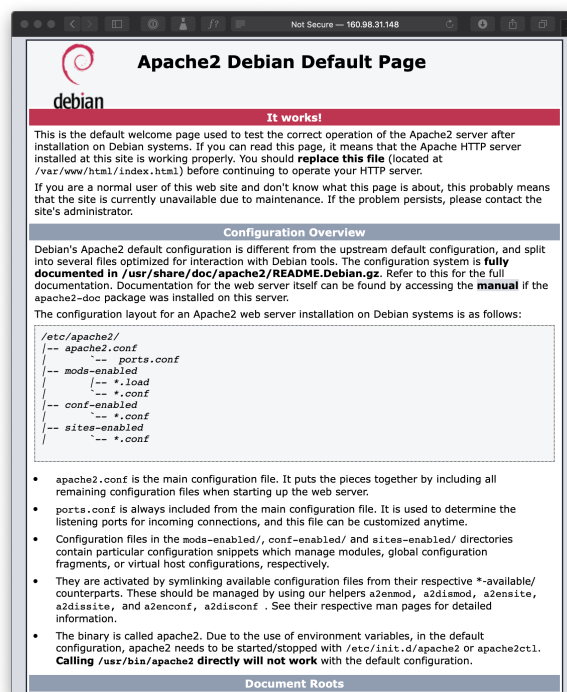 Not Secure — 160.98.31.148
debian
Apache2 Debian Default Page
It works!
This is the default welcome page used to test the correct operation of the Apache2 server after
installation on Debian systems. If you can read this page, it means that the Apache HTTP server
installed at this site is working properly. You should replace this file (located at
/var/www/html/index.html) before continuing to operate your HTTP server.
If you are a normal user of this web site and don't know what this page is about, this probably means
that the site is currently unavailable due to maintenance. If the problem persists, please contact the
site's administrator.
Configuration Overview
Debian's Apache2 default configuration is different from the upstream default configuration, and split
into several files optimized for interaction with Debian tools. The configuration system is fully
documented in /usr/share/doc/apache2/README.Debian.gz. Refer to this for the full
documentation. Documentation for the web server itself can be found by accessing the manual if the
apache2-doc package was installed on this server.
The configuration layout for an Apache2 web server installation on Debian systems is as follows:
/etc/apache2/
|-- apache2.conf
|       `--  ports.conf
|-- mods-enabled
|       |-- *.load
|       `-- *.conf
|-- conf-enabled
|       `-- *.conf
|-- sites-enabled
|       `-- *.conf
• apache2.conf is the main configuration file. It puts the pieces together by including all
remaining configuration files when starting up the web server.
• ports.conf is always included from the main configuration file. It is used to determine the
listening ports for incoming connections, and this file can be customized anytime.
• Configuration files in the mods-enabled/, conf-enabled/ and sites-enabled/ directories
contain particular configuration snippets which manage modules, global configuration
fragments, or virtual host configurations, respectively.
• They are activated by symlinking available configuration files from their respective *-available/
counterparts. These should be managed by using our helpers a2enmod, a2dismod, a2ensite,
a2dissite, and a2enconf, a2disconf . See their respective man pages for detailed
information.
• The binary is called apache2. Due to the use of environment variables, in the default
configuration, apache2 needs to be started/stopped with /etc/init.d/apache2 or apache2ctl.
Calling /usr/bin/apache2 directly will not work with the default configuration.
Document Roots